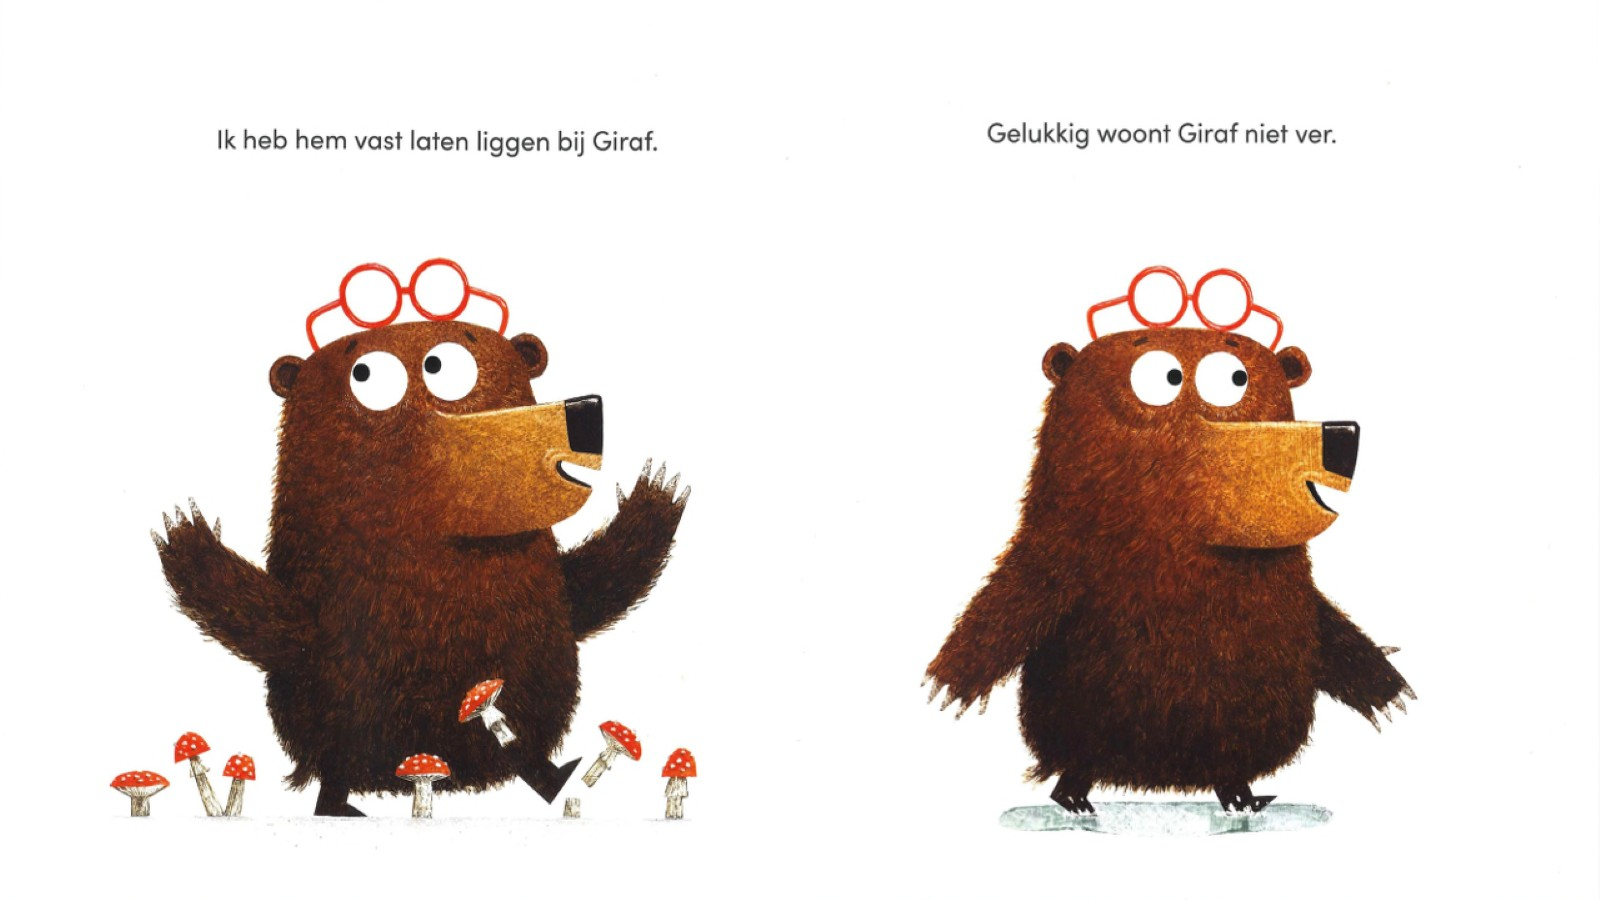 Ik heb hem vast laten liggen bij Giraf.
Gelukkig woont Giraf niet ver.